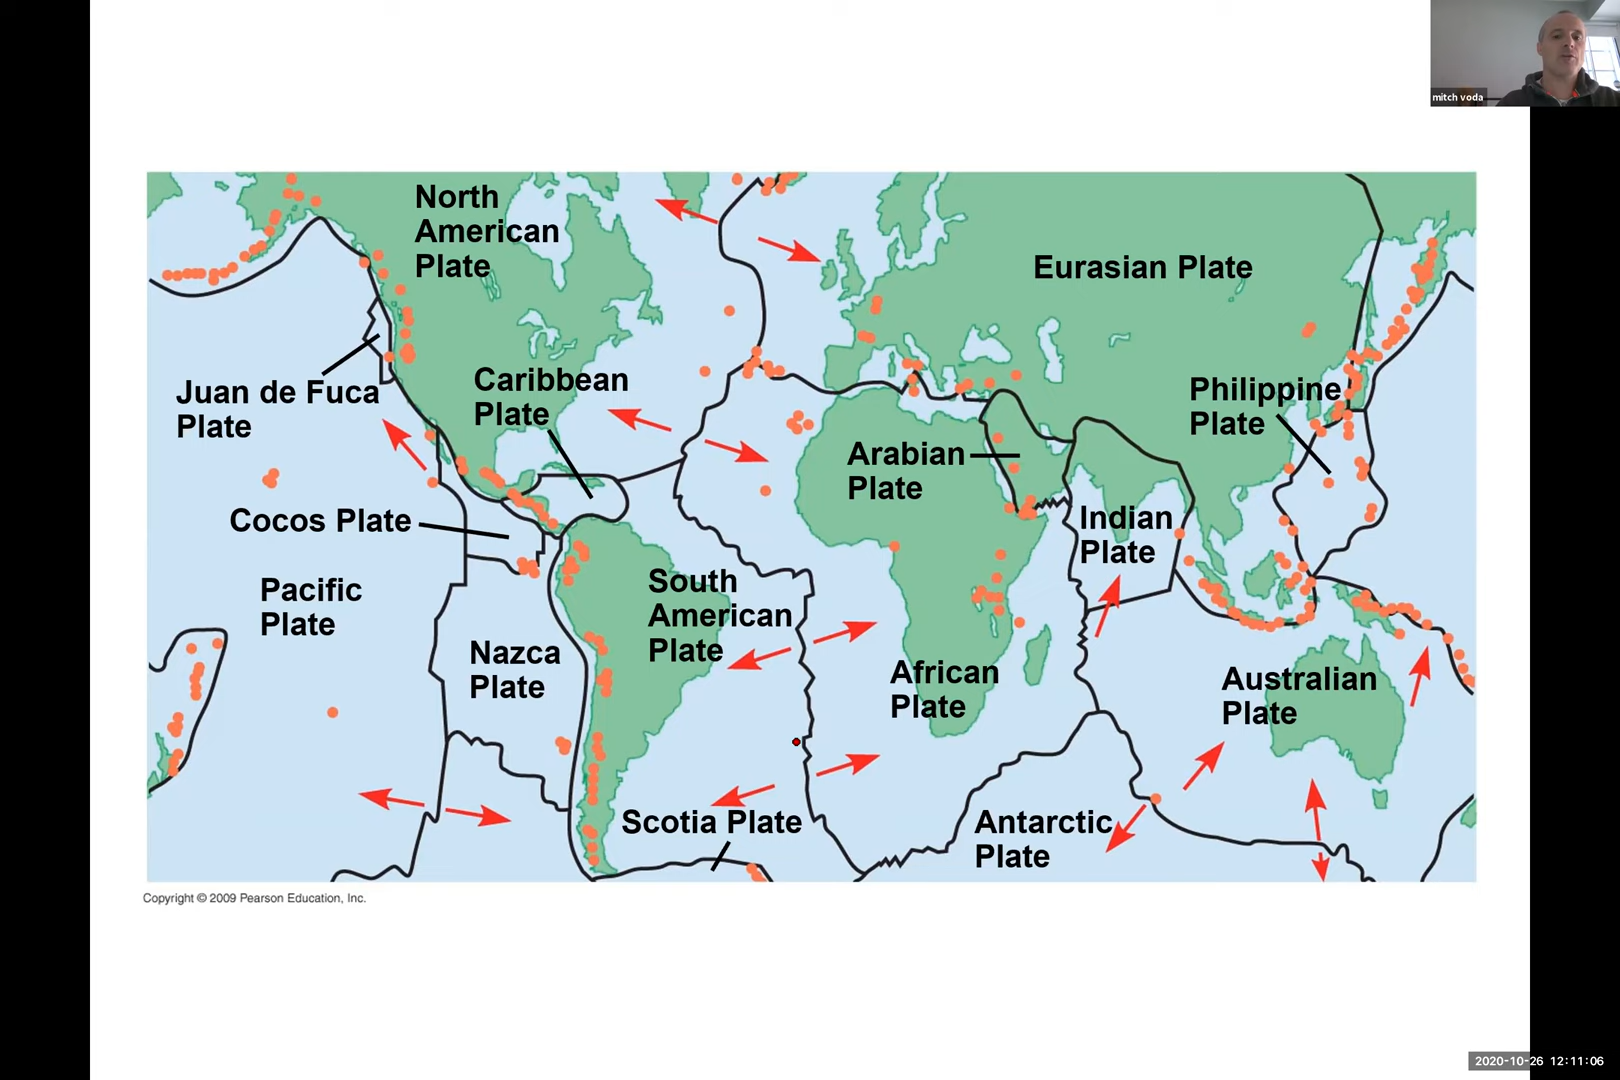 mitch voda
North
American
Plate
Eurasian Plate
Juan de Fuca
Plate
Caribbean
Plate
Philippine
Plate
Arabian
Plate
Cocos Plate
Indian
Plate
Pacific
Plate
South
American
Plate
Nazca
Plate
African
Plate
Australian
Plate
Scotia Plate
Antarctic
Plate
Copyright © 2009 Pearson Education, Inc.
2020-10-26 12:11:06